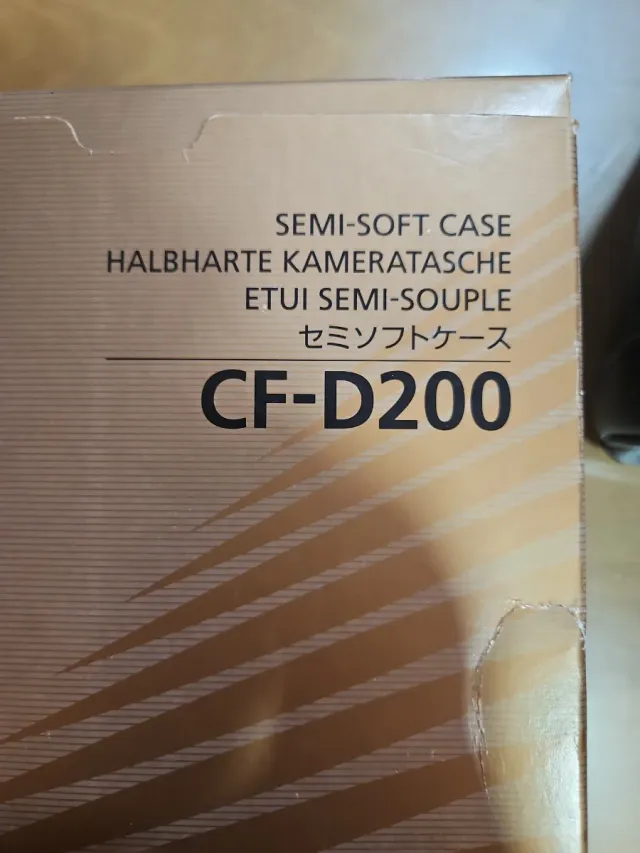 SEMI-SOFT CASE
HALBHARTE KAMERATASCHE
ETUI SEMI-SOUPLE
セミソフトケース
CF-D200